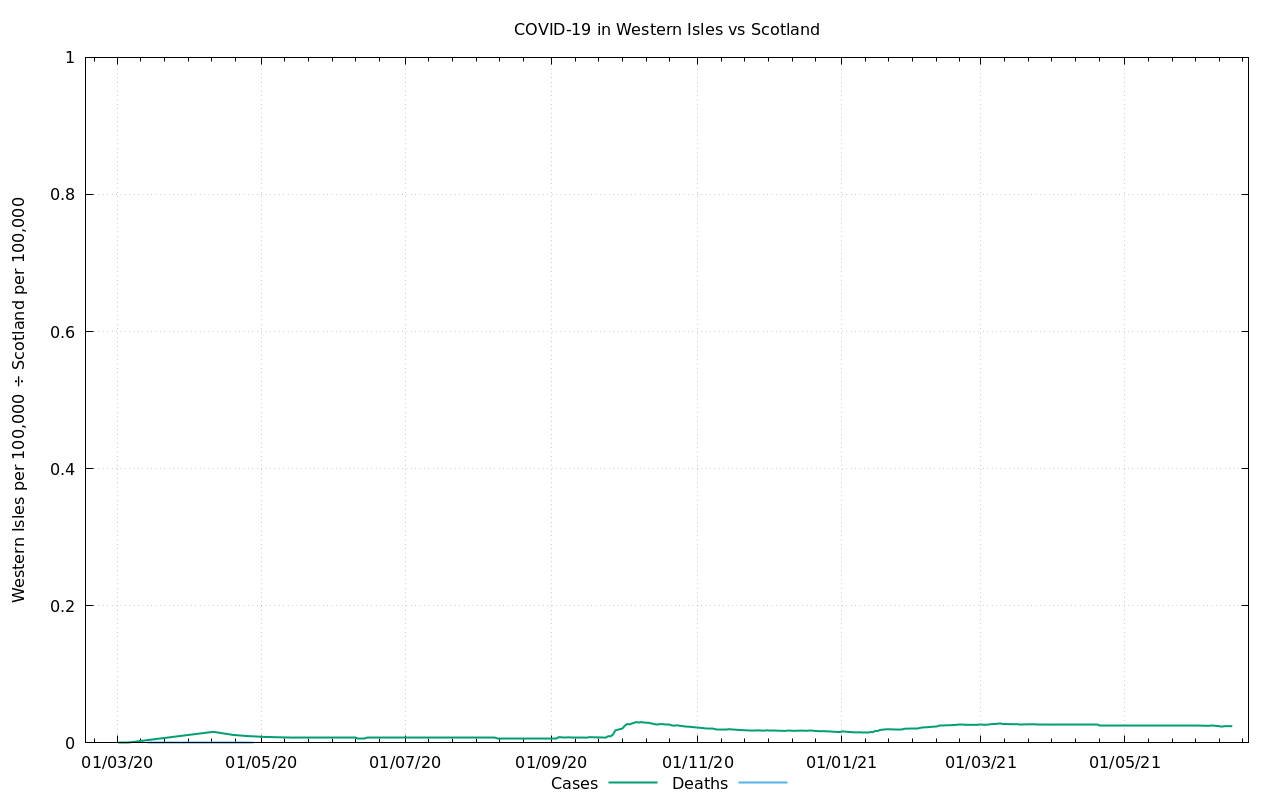 COVID-19 in Western Isles vs Scotland
Western Isles per 100,000 ÷ Scotland per 100,000
1
0.8
0.6
0.4
0.2
0
01/03/20 01/05/20 01/07/20 01/09/20 01/11/20 01/01/21 01/03/21 01/05/21
Cases Deaths